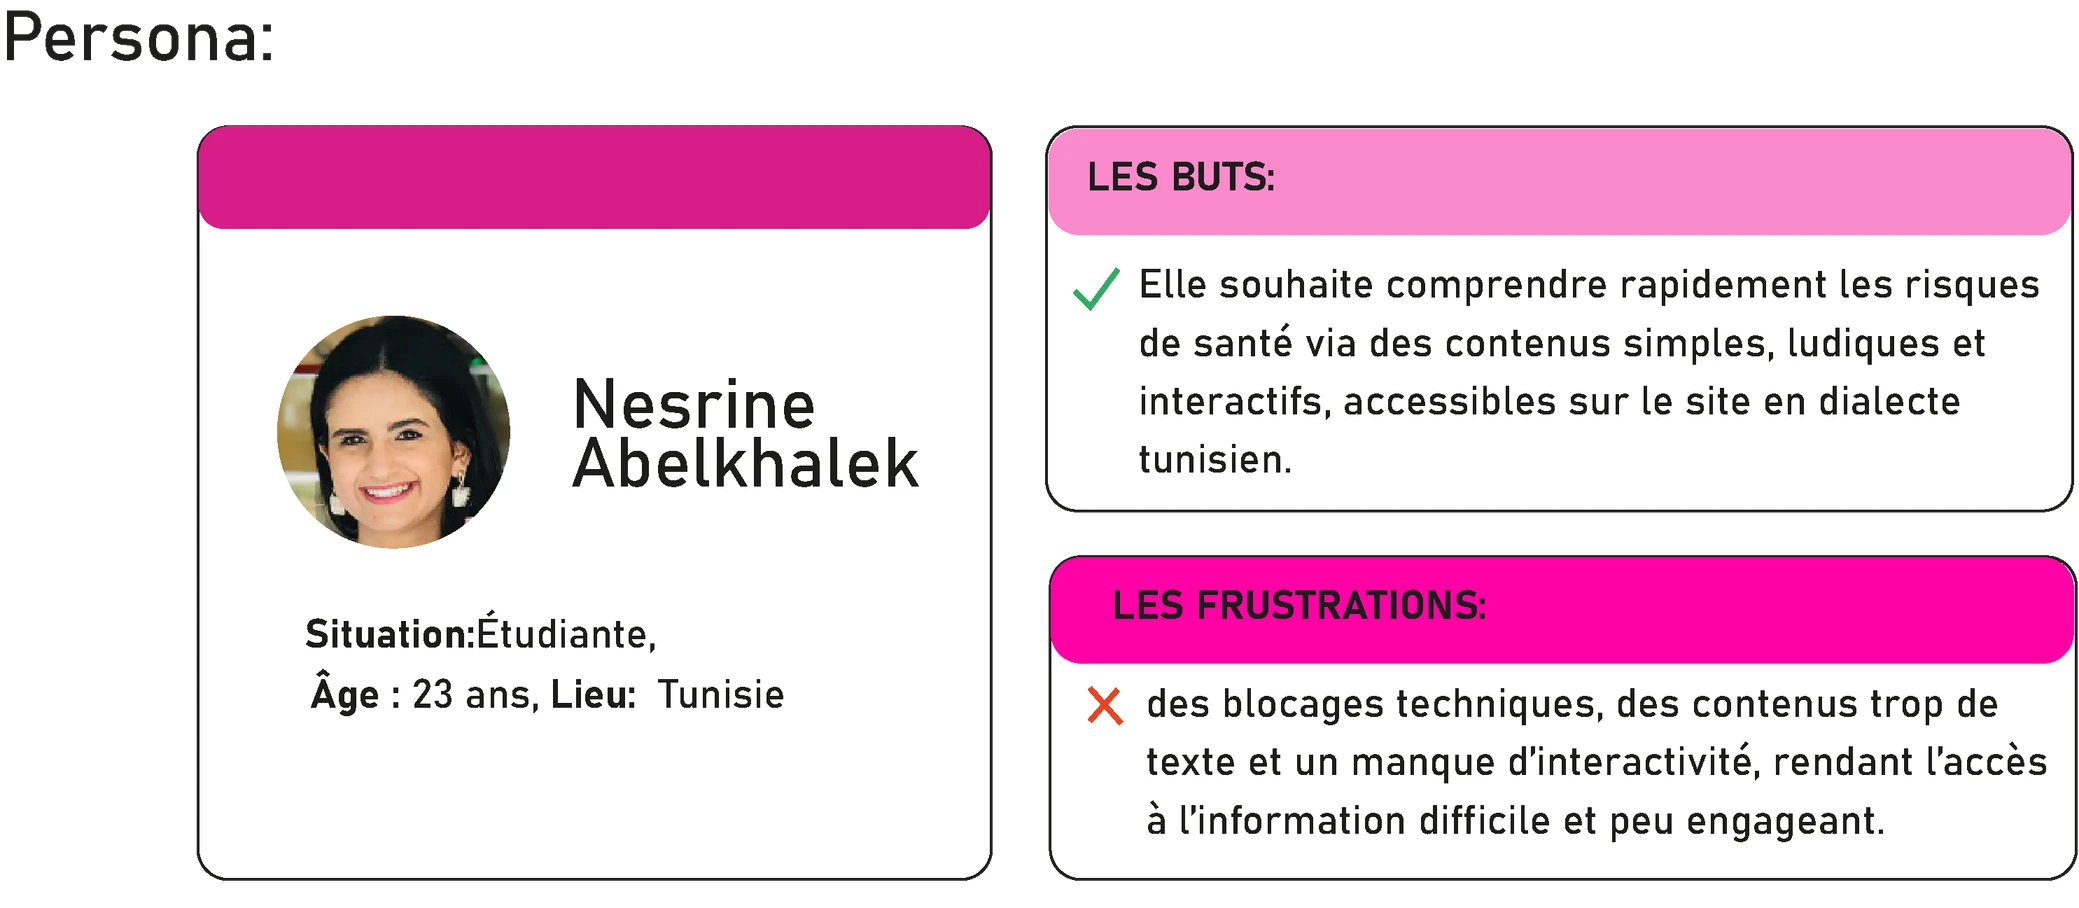 Persona:
Nesrine
Abelkhalek
Situation:Étudiante,
Âge : 23 ans, Lieu: Tunisie
LES BUTS:
Elle souhaite comprendre rapidement les risques
de santé via des contenus simples, ludiques et
interactifs, accessibles sur le site en dialecte
tunisien.
LES FRUSTRATIONS:
des blocages techniques, des contenus trop de
texte et un manque d'interactivité, rendant l'accès
à l'information difficile et peu engageant.